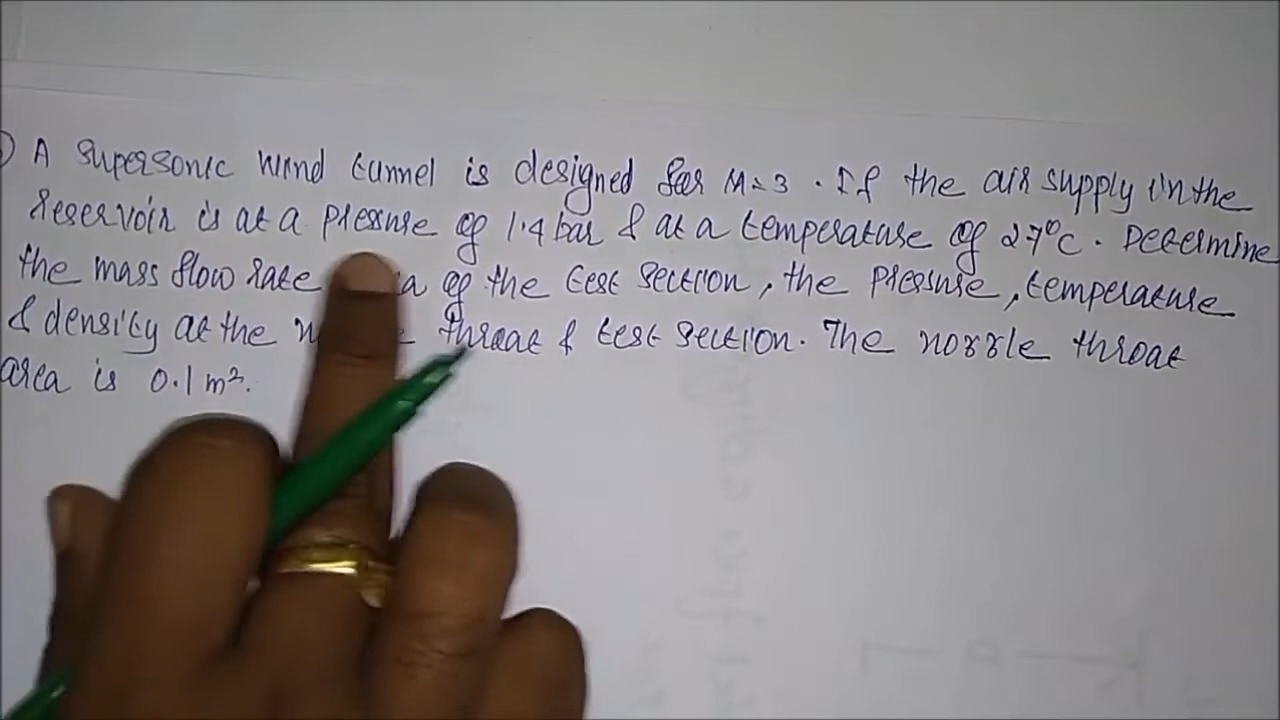 ) A supersonic wind tunnel is designed for M = 3 . If the air supply in the
reservoir is at a pressure of 1.4 bar & at a temperature of 27°C . Determine
the mass flow rate of the test section , the pressure , temperature
& density at the throat & test section . The nozzle throat
area is 0.1 m².